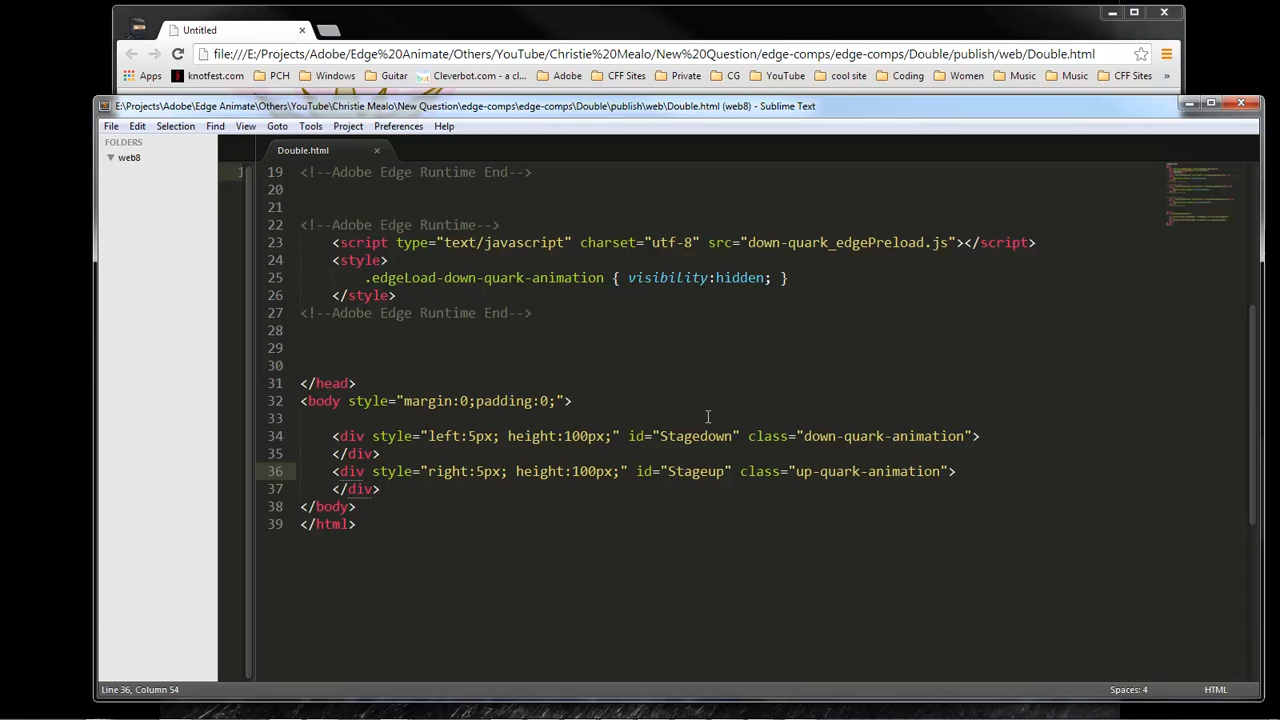 Untitled
file:///E:/Projects/Adobe/Edge%20Animate/Others/YouTube/Christie%20Mealo/New%20Question/edge-comps/edge-comps/Double/publish/web/Double.html
Apps knotfest.com PCH Windows Guitar Cleverbot.com - a cl... Adobe CFF Sites Private CG YouTube cool site Coding Women Music Music CFF Sites »
E:\Projects\Adobe\Edge Animate\Others\YouTube\Christie Mealo\New Question\edge-comps\edge-comps\Double\publish\web\Double.html (web8) - Sublime Text
File Edit Selection Find View Goto Tools Project Preferences Help
FOLDERS
web8
1
Double.html
19 <!--Adobe Edge Runtime End-->
20
21
22 <!--Adobe Edge Runtime-->
23 <script type="text/javascript" charset="utf-8" src="down-quark_edgePreload.js"></script>
24 <style>
25 .edgeLoad-down-quark-animation { visibility:hidden; }
26 </style>
27 <!--Adobe Edge Runtime End-->
28
29
30
31 </head>
32 <body style="margin:0;padding:0;">
33
34 <div style="left:5px; height:100px;" id="Stagedown" class="down-quark-animation">
35 </div>
36 <div style="right:5px; height:100px;" id="Stageup" class="up-quark-animation">
37 </div>
38 </body>
39 </html>
Line 36, Column 54
Spaces: 4
HTML